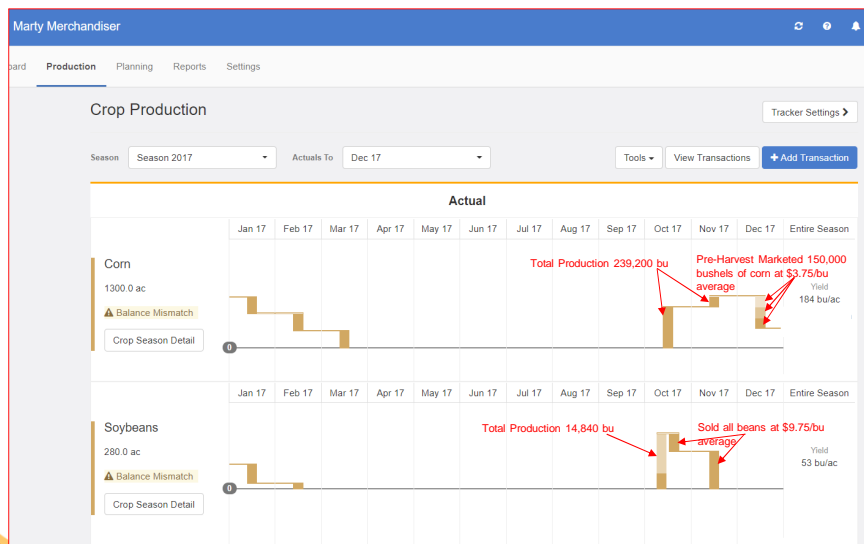 Marty Merchandiser
oard Production Planning Reports Settings
Crop Production
Tracker Settings
Season Season 2017 Actuals To Dec 17 Tools View Transactions + Add Transaction
Actual
Jan 17 Feb 17 Mar 17 Apr 17 May 17 Jun 17 Jul 17 Aug 17 Sep 17 Oct 17 Nov 17 Dec 17 Entire Season
Corn
1300.0 ac
Balance Mismatch
Crop Season Detail
0
Total Production 239,200 bu
Pre-Harvest Marketed 150,000
bushels of corn at $3.75/bu
average
Yield
184 bu/ac
Jan 17 Feb 17 Mar 17 Apr 17 May 17 Jun 17 Jul 17 Aug 17 Sep 17 Oct 17 Nov 17 Dec 17 Entire Season
Soybeans
280.0 ac
Balance Mismatch
Crop Season Detail
0
Total Production 14,840 bu
Sold all beans at $9.75/bu
average
Yield
53 bu/ac